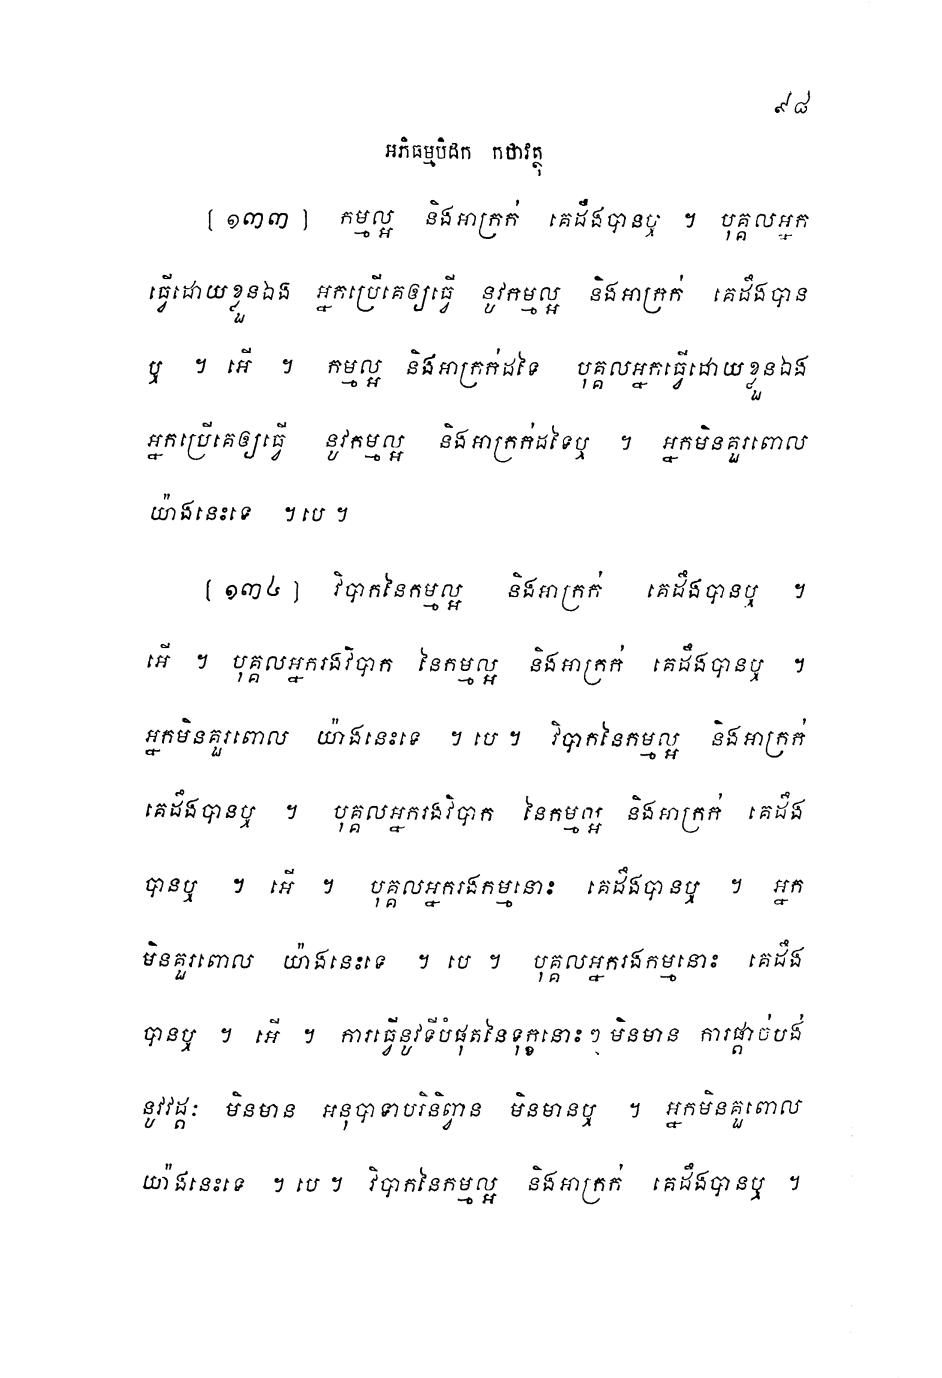 ៩៨
អភិធម្មបិដក កថាវត្ថុ
[១៣៣] កម្មល្អ និងអាក្រក់ គេដឹងបានឬ ។ បុគ្គលអ្នក
ធ្វើដោយខ្លួនឯង អ្នកប្រើគេឲ្យធ្វើ នូវកម្មល្អ និងអាក្រក់ គេដឹងបាន
ឬ ។ អើ ។ កម្មល្អ និងអាក្រក់ដទៃ បុគ្គលអ្នកធ្វើដោយខ្លួនឯង
អ្នកប្រើគេឲ្យធ្វើ នូវកម្មល្អ និងអាក្រក់ដទៃឬ ។ អ្នកមិនគួរពោល
យ៉ាងនេះទេ ។ បេ ។
[១៣៤] វិបាកនៃកម្មល្អ និងអាក្រក់ គេដឹងបានឬ ។
អើ ។ បុគ្គលអ្នករងវិបាក នៃកម្មល្អ និងអាក្រក់ គេដឹងបានឬ ។
អ្នកមិនគួរពោល យ៉ាងនេះទេ ។ បេ ។ វិបាកនៃកម្មល្អ និងអាក្រក់
គេដឹងបានឬ ។ បុគ្គលអ្នករងវិបាក នៃកម្មល្អ និងអាក្រក់ គេដឹង
បានឬ ។ អើ ។ បុគ្គលអ្នករងកម្មនោះ គេដឹងបានឬ ។ អ្នក
មិនគួរពោល យ៉ាងនេះទេ ។ បេ ។ បុគ្គលអ្នករងកម្មនោះ គេដឹង
បានឬ ។ អើ ។ ការធ្វើនូវទីបំផុតនៃទុក្ខនោះៗ មិនមាន ការផ្តាច់បង់
នូវវដ្តៈ មិនមាន អនុបាទាបរិនិព្វាន មិនមានឬ ។ អ្នកមិនគួពោល
យ៉ាងនេះទេ ។ បេ ។ វិបាកនៃកម្មល្អ និងអាក្រក់ គេដឹងបានឬ ។